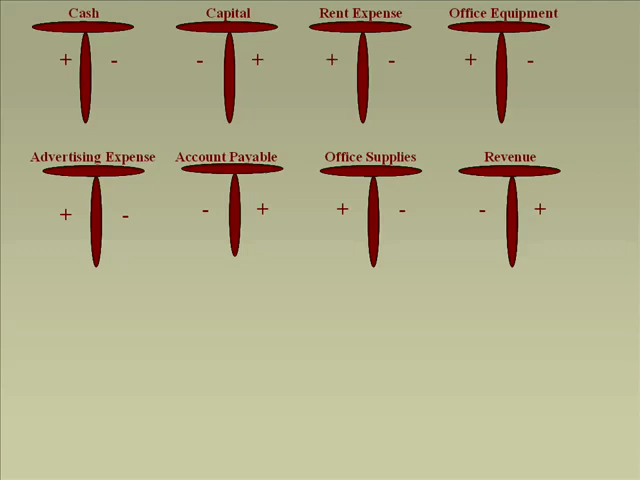 Cash Capital Rent Expense Office Equipment
+ - - + + - + -
Advertising Expense Account Payable Office Supplies Revenue
+ - - + + - - +